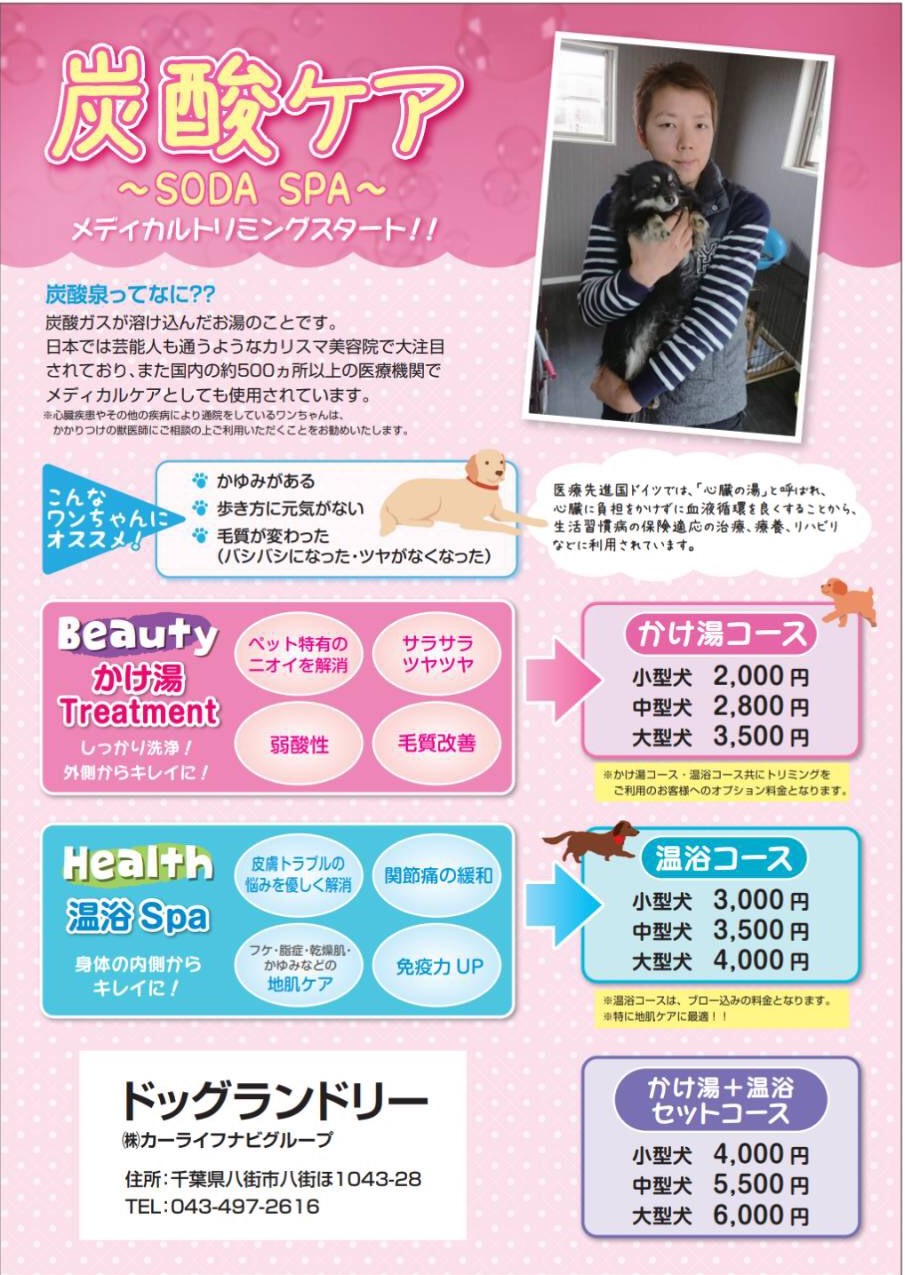 炭酸ケア
～SODA SPA～
メディカルトリミングスタート！！
炭酸泉ってなに??
炭酸ガスが溶け込んだお湯のことです。
日本では芸能人も通うようなカリスマ美容院で大注目
されており、また国内の約500ヵ所以上の医療機関で
メディカルケアとしても使用されています。
※心臓疾患やその他の疾病により通院をしているワンちゃんは、
かかりつけの獣医師にご相談の上ご利用いただくことをお勧めいたします。
こんな
ワンちゃんに
オススメ！
かゆみがある
歩き方に元気がない
毛質が変わった
（バシバシになった・ツヤがなくなった）
医療先進国ドイツでは、「心臓の湯」と呼ばれ、
心臓に負担をかけずに血液循環を良くすることから、
生活習慣病の保険適応の治療、療養、リハビリ
などに利用されています。
Beauty
かけ湯
Treatment
しっかり洗浄！
外側からキレイに！
ペット特有の
ニオイを解消
サラサラ
ツヤツヤ
弱酸性
毛質改善
かけ湯コース
小型犬 2,000円
中型犬 2,800円
大型犬 3,500円
※かけ湯コース・温浴コース共にトリミングを
ご利用のお客様へのオプション料金となります。
Health
温浴 Spa
身体の内側から
キレイに！
皮膚トラブルの
悩みを優しく解消
関節痛の緩和
フケ・脂症・乾燥肌・
かゆみなどの
地肌ケア
免疫力UP
温浴コース
小型犬 3,000円
中型犬 3,500円
大型犬 4,000円
※温浴コースは、ブロー込みの料金となります。
※特に地肌ケアに最適！！
ドッグランドリー
㈱カーライフナビグループ
住所：千葉県八街市八街ほ1043-28
TEL：043-497-2616
かけ湯＋温浴
セットコース
小型犬 4,000円
中型犬 5,500円
大型犬 6,000円